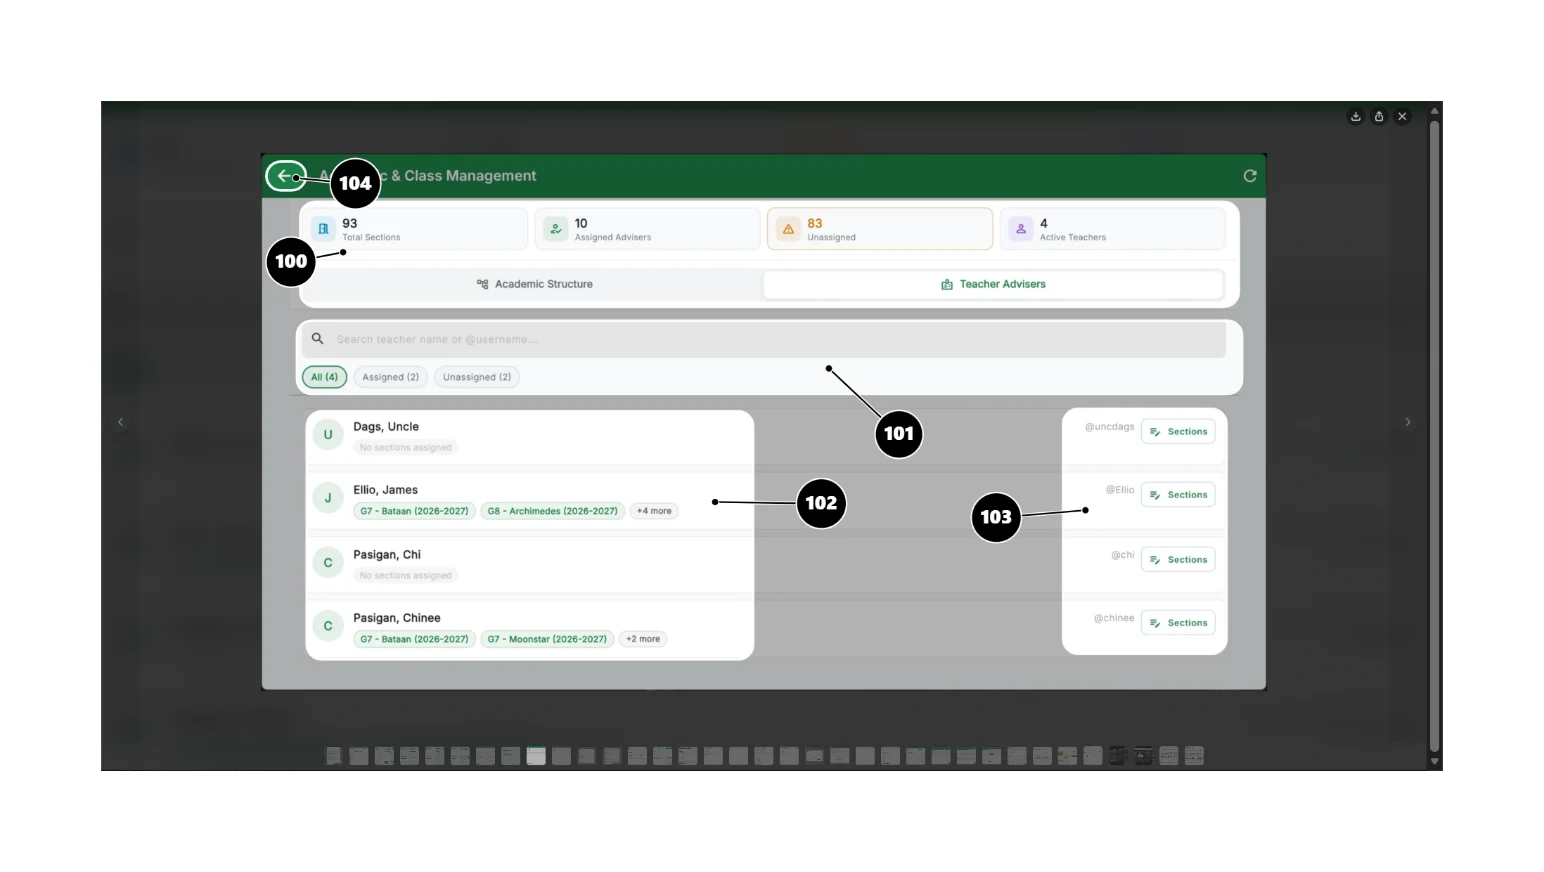 104
& Class Management
93
Total Sections
10
Assigned Advisers
83
Unassigned
4
Active Teachers
100
Academic Structure
Teacher Advisers
Search teacher name or @username...
All (4)
Assigned (2)
Unassigned (2)
101
Dags, Uncle
No sections assigned
@uncdags
Sections
Ellio, James
G7 - Bataan (2026-2027)
G8 - Archimedes (2026-2027)
+4 more
102
103
@Ellio
Sections
Pasigan, Chi
No sections assigned
@chi
Sections
Pasigan, Chinee
G7 - Bataan (2026-2027)
G7 - Moonstar (2026-2027)
+2 more
@chinee
Sections
U
J
C
C